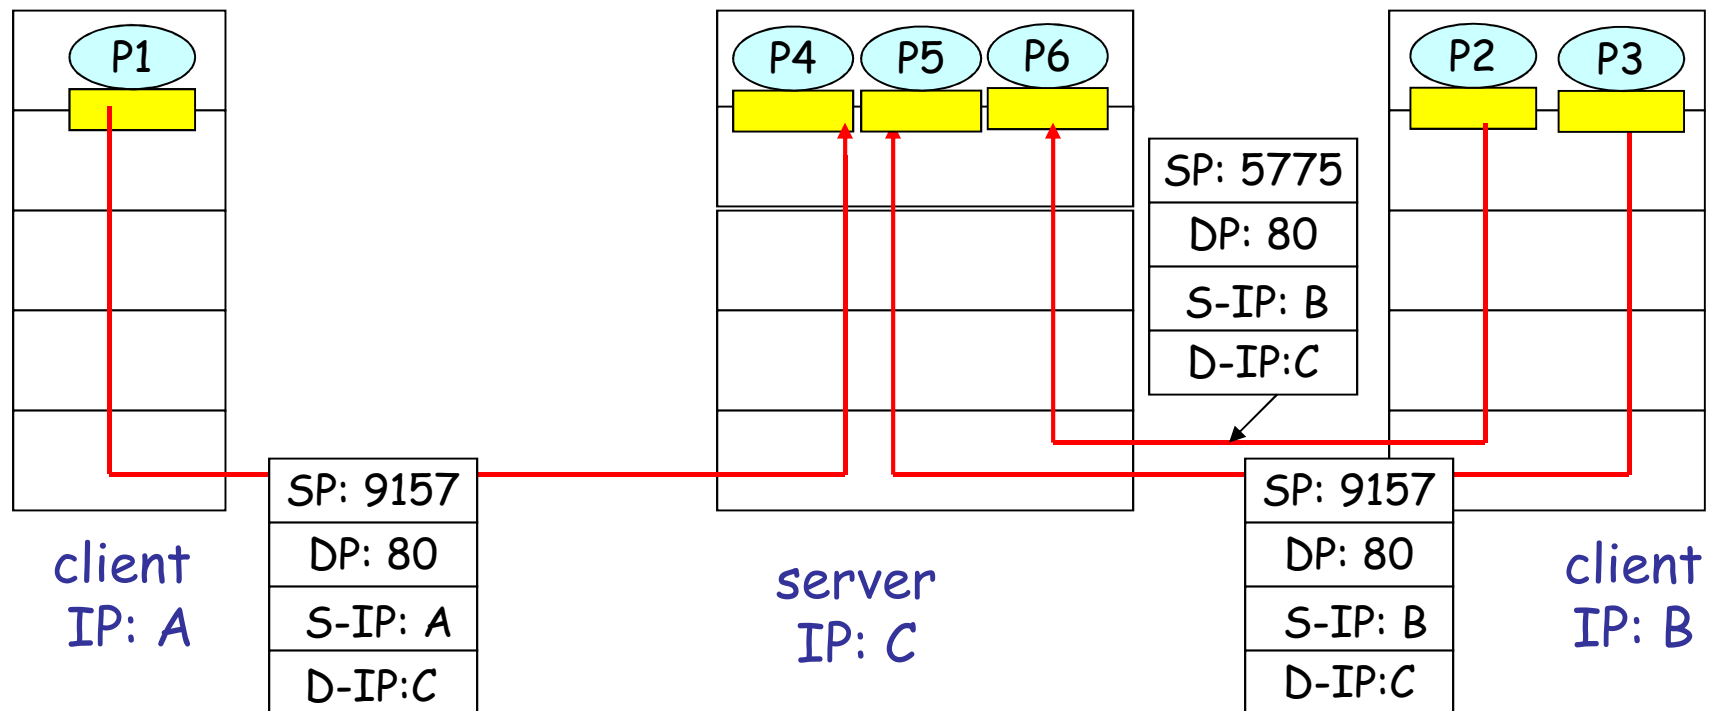 P1
P4
P5
P6
P2
P3
SP: 5775
DP: 80
S-IP: B
D-IP:C
SP: 9157
DP: 80
S-IP: A
D-IP:C
SP: 9157
DP: 80
S-IP: B
D-IP:C
client
IP: A
server
IP: C
client
IP: B